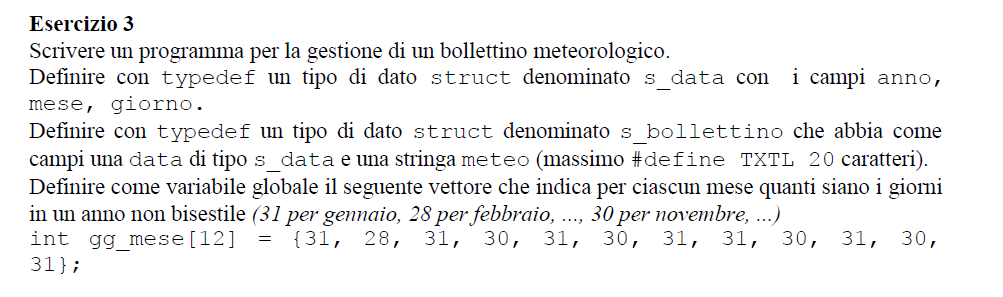 Esercizio 3
Scrivere un programma per la gestione di un bollettino meteorologico.
Definire con typedef un tipo di dato struct denominato s_data con i campi anno,
mese, giorno.
Definire con typedef un tipo di dato struct denominato s_bollettino che abbia come
campi una data di tipo s_data e una stringa meteo (massimo #define TXTL 20 caratteri).
Definire come variabile globale il seguente vettore che indica per ciascun mese quanti siano i giorni
in un anno non bisestile (31 per gennaio, 28 per febbraio, ..., 30 per novembre, ...)
int gg_mese[12] = {31, 28, 31, 30, 31, 30, 31, 31, 30, 31, 30,
31};